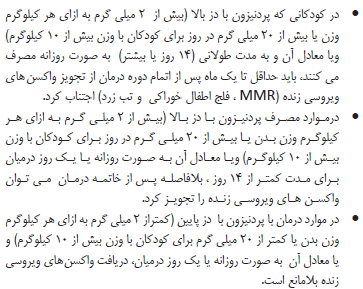 • در کودکانی که پردنیزون با دز بالا (بیش از ۲ میلی گرم به ازای هر کیلوگرم
وزن یا بیش از ۲۰ میلی گرم در روز برای کودکان با وزن بیش از ۱۰ کیلوگرم)
ویا معادل آن و به مدت طولانی (۱۴ روز یا بیشتر) به صورت روزانه مصرف
می کنند، باید حداقل تا یک ماه پس از اتمام دوره درمان از تجویز واکسن های
ویروسی زنده (MMR ، فلج اطفال خوراکی و تب زرد) اجتناب کرد.
• درموارد مصرف پردنیزون با دز بالا (بیش از ۲ میلی گرم به ازای هر
کیلوگرم وزن بدن یا بیش از ۲۰ میلی گرم در روز برای کودکان با وزن
بیش از ۱۰ کیلوگرم) ویا معادل آن به صورت روزانه یا یک روز درمیان
برای مدت کمتر از ۱۴ روز ، بلافاصله پس از خاتمه درمان می توان
واکسن های ویروسی زنده را تجویز کرد.
• در موارد درمان با پردنیزون با دز پایین (کمتراز ۲ میلی گرم به ازای هر کیلوگرم
وزن بدن یا کمتر از ۲۰ میلی گرم برای کودکان با وزن بیش از ۱۰ کیلوگرم) و
یا معادل آن به صورت روزانه یا یک روز درمیان، دریافت واکسن‌های ویروسی
زنده بلامانع است.